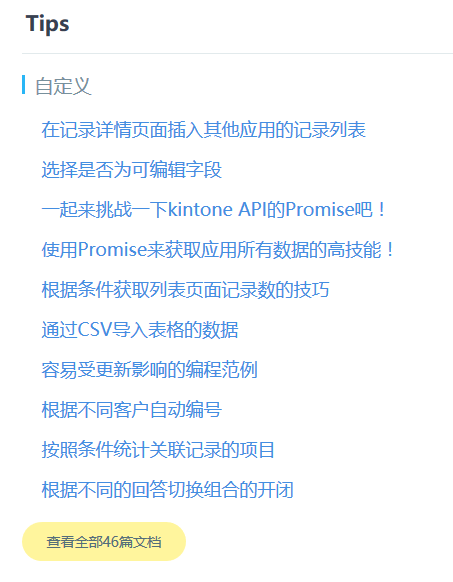 Tips
自定义
在记录详情页面插入其他应用的记录列表
选择是否为可编辑字段
一起来挑战一下kintone API的Promise吧！
使用Promise来获取应用所有数据的高技能！
根据条件获取列表页面记录数的技巧
通过CSV导入表格的数据
容易受更新影响的编程范例
根据不同客户自动编号
按照条件统计关联记录的项目
根据不同的回答切换组合的开闭
查看全部46篇文档